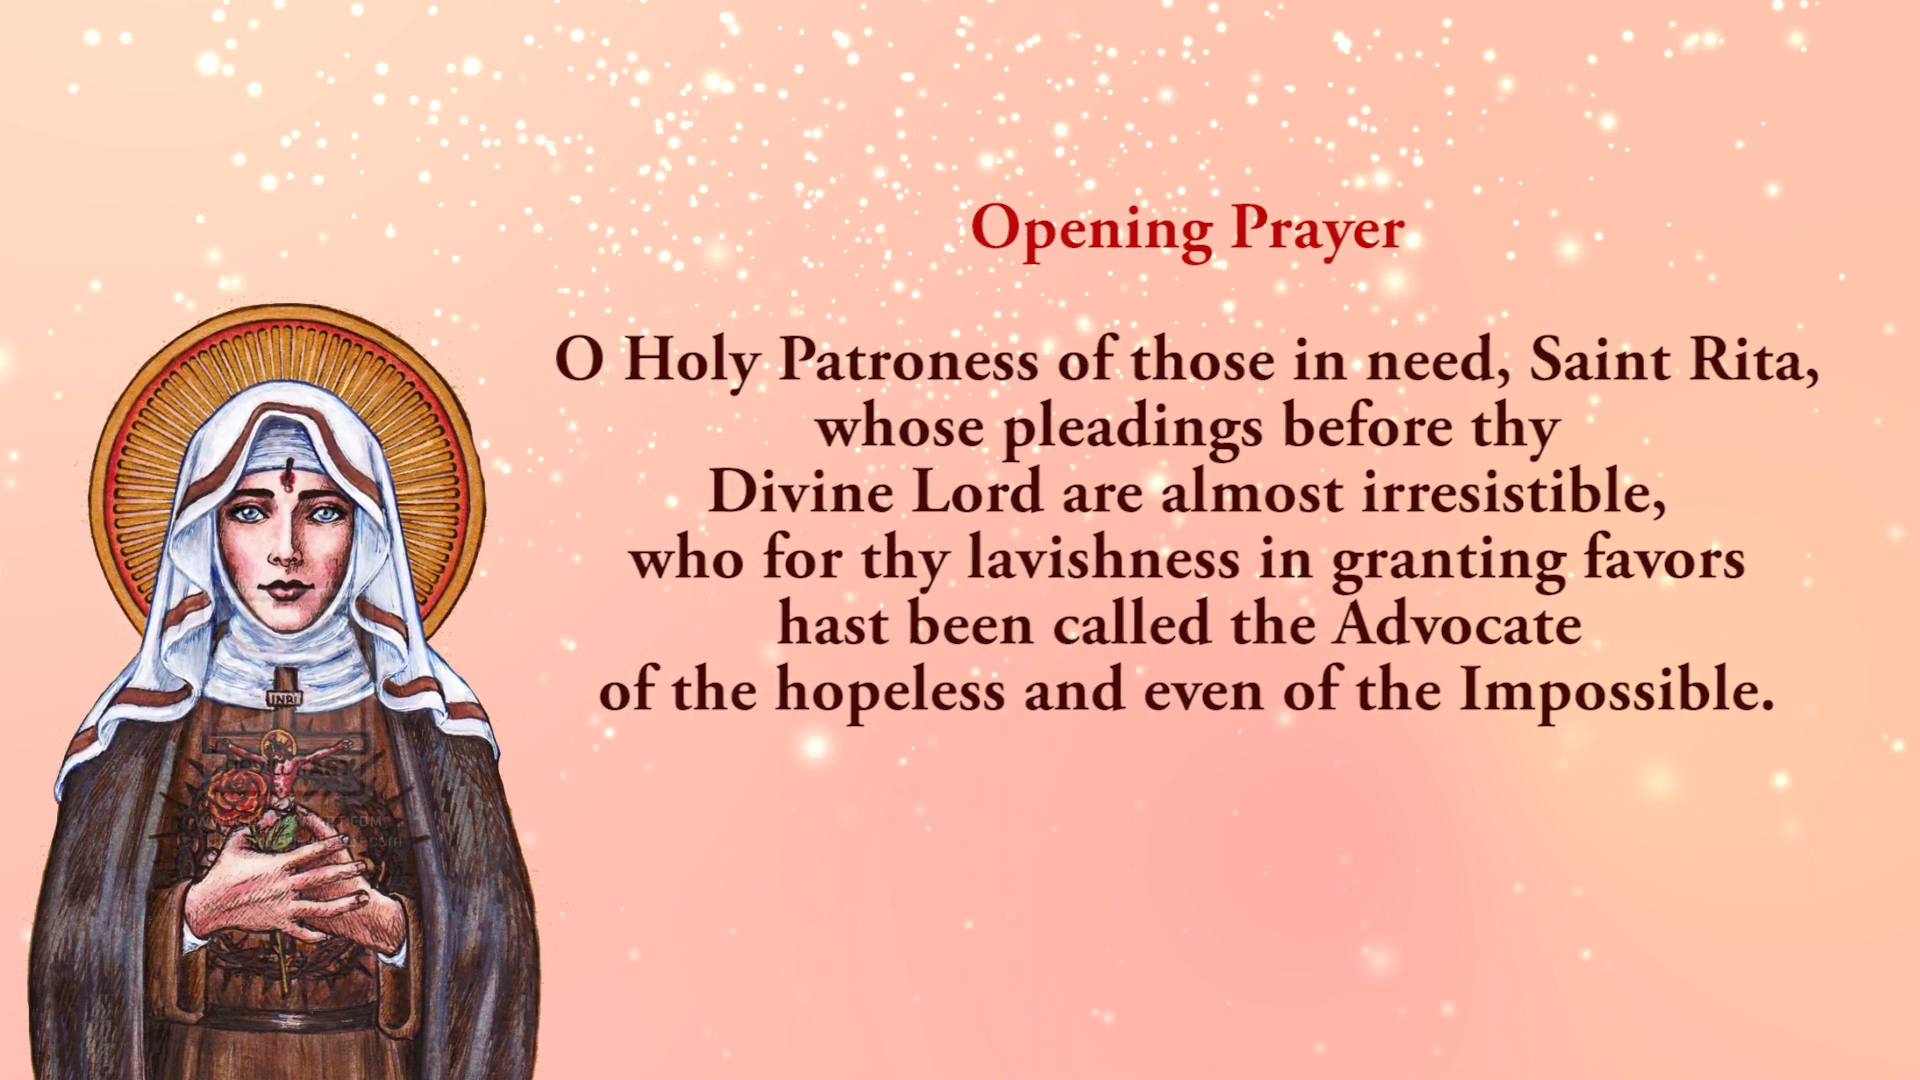 Opening Prayer
O Holy Patroness of those in need, Saint Rita,
whose pleadings before thy
Divine Lord are almost irresistible,
who for thy lavishness in granting favors
hast been called the Advocate
of the hopeless and even of the Impossible.
INRI